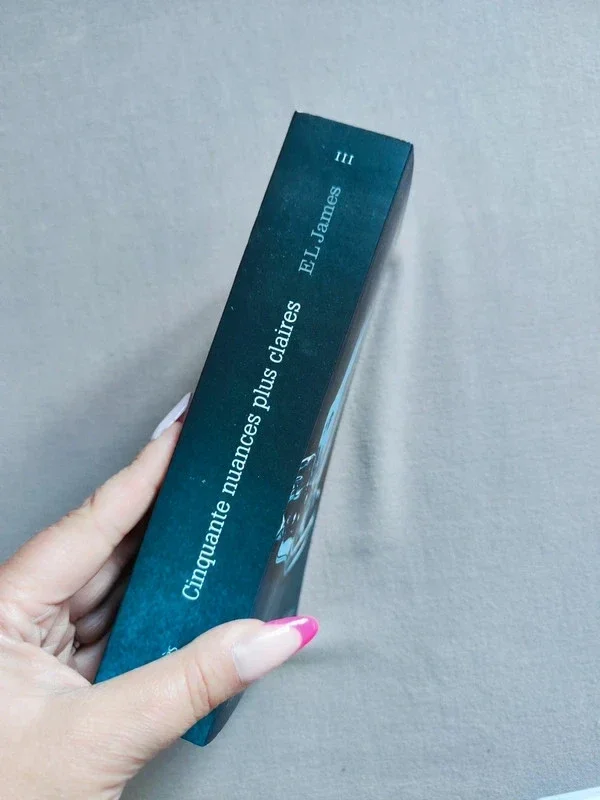 III
E L James
Cinquante nuances plus claires